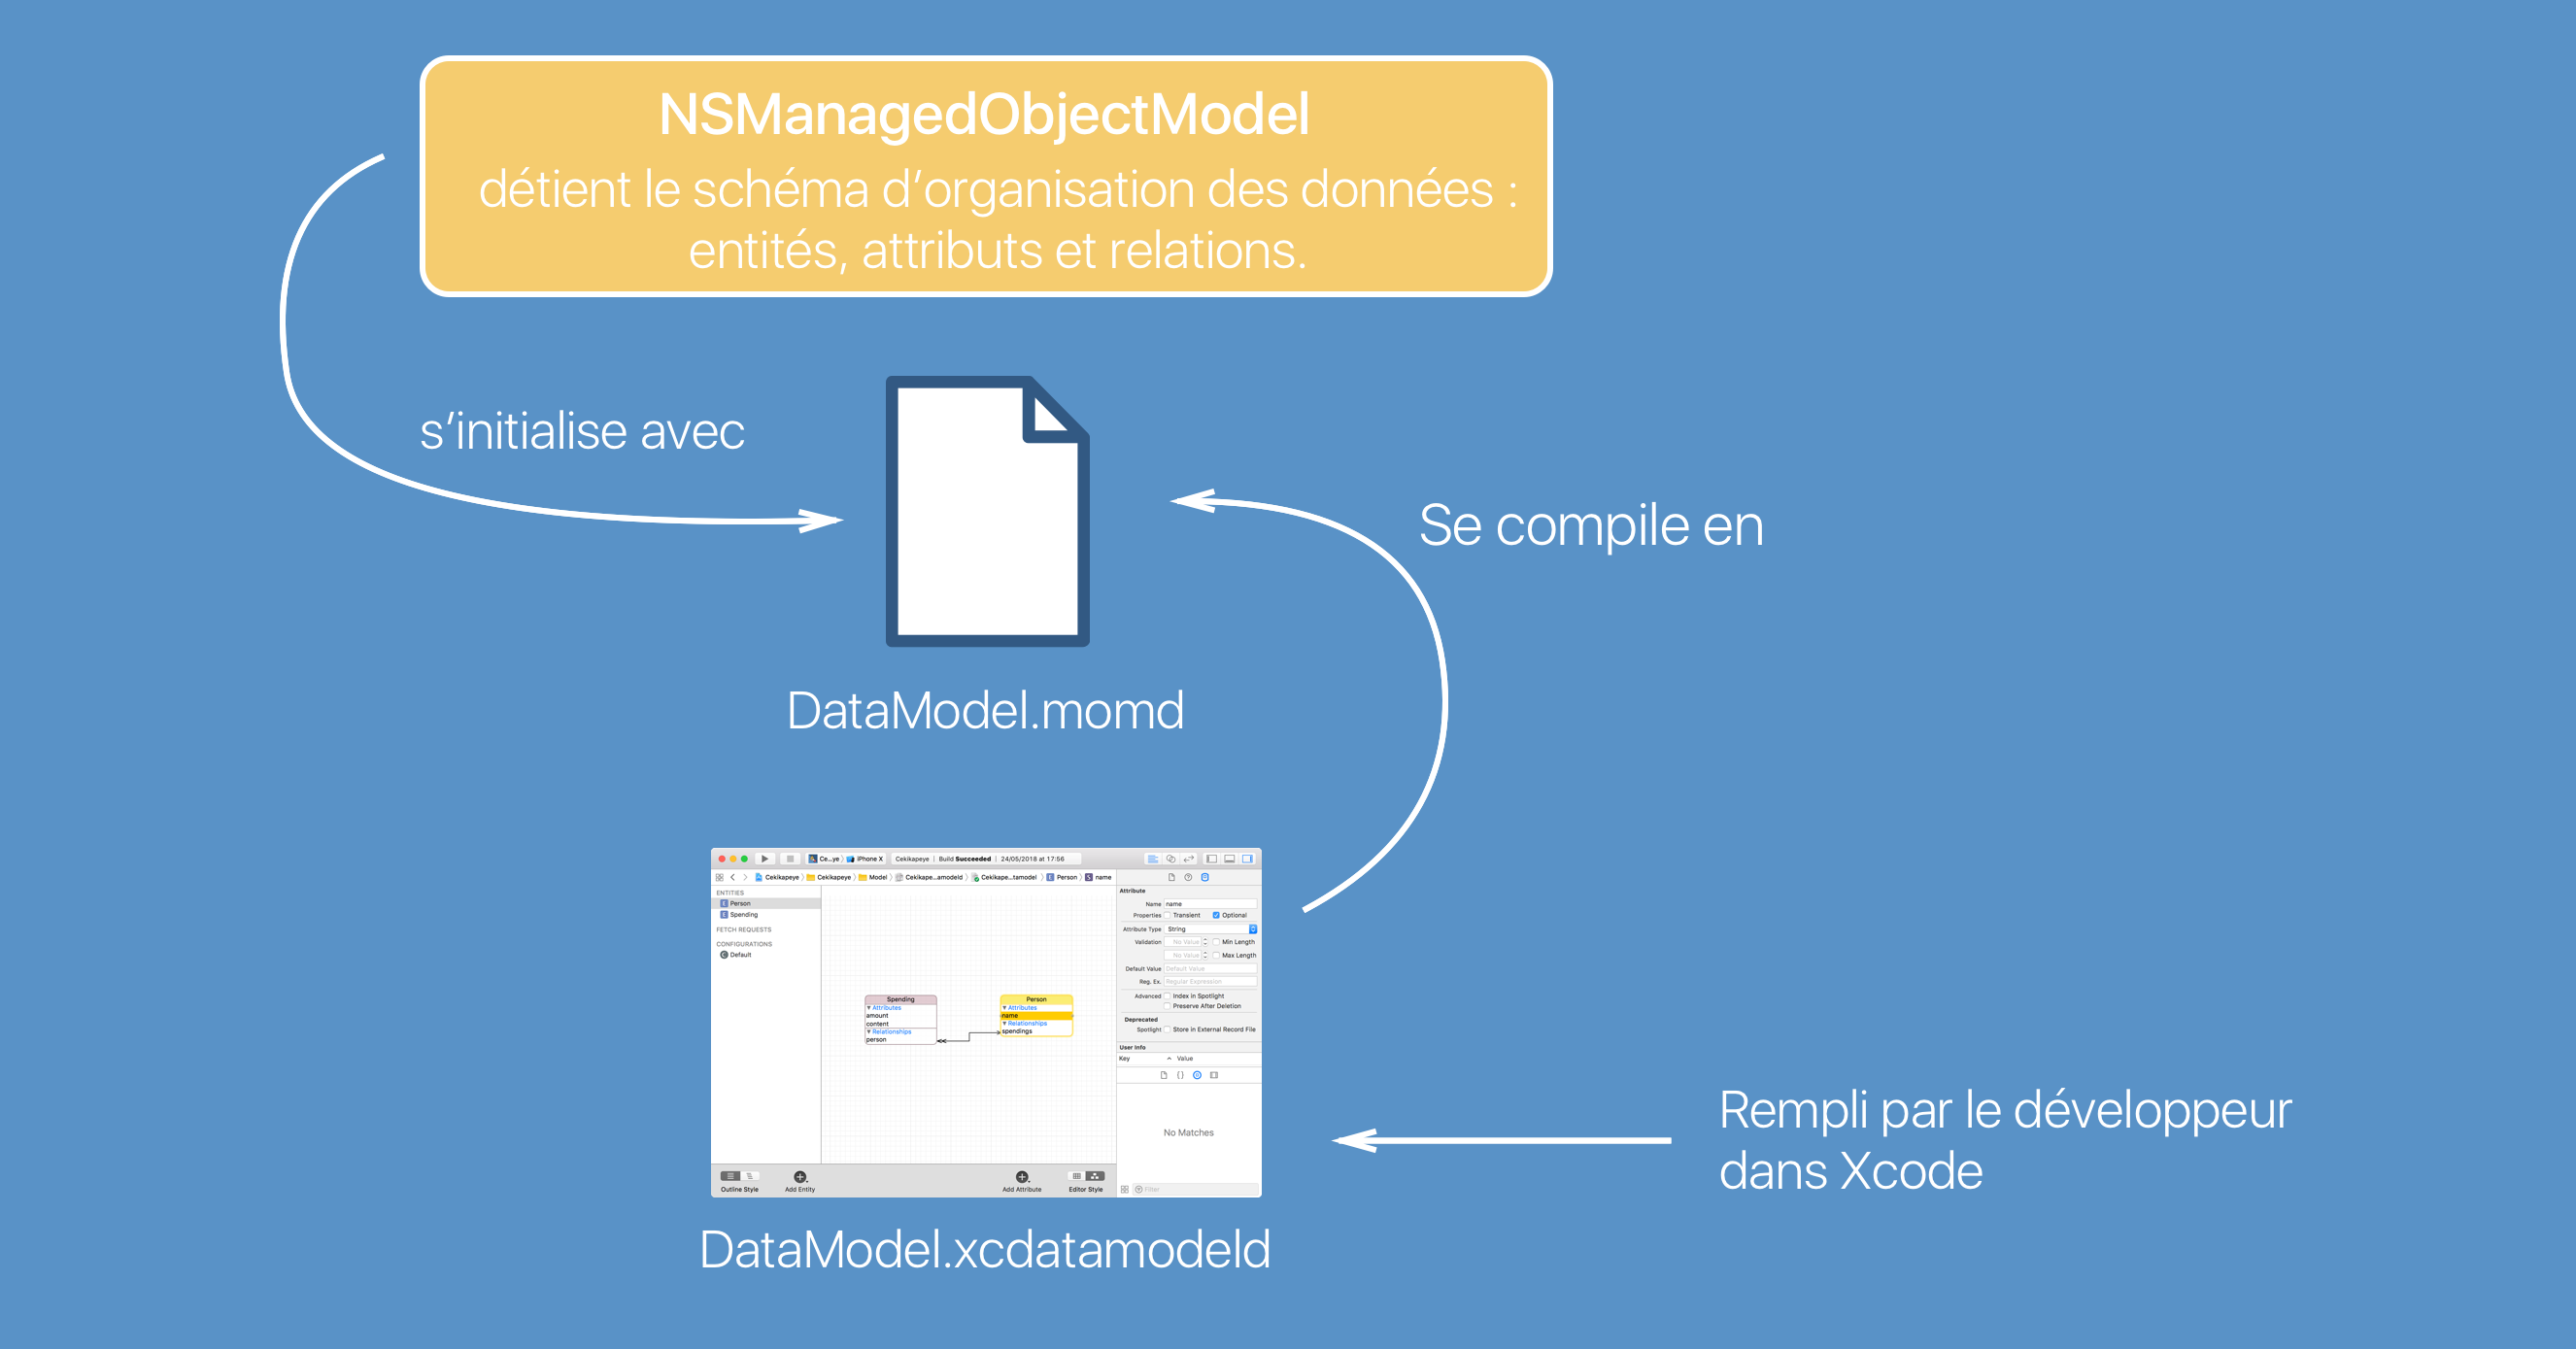 NSManagedObjectModel
détient le schéma d’organisation des données :
entités, attributs et relations.
s’initialise avec
Se compile en
DataModel.momd
Ce...ye iPhone X Cekikapeye | Build Succeeded | 24/05/2018 at 17:56
Cekikapeye Cekikapeye Model Cekikape...amodeld Cekikape...tamodel Person name
ENTITIES
Person
Spending
FETCH REQUESTS
CONFIGURATIONS
Default
Spending
Attributes
amount
content
Relationships
person
Person
Attributes
name
Relationships
spendings
Attribute
Name name
Properties Transient Optional
Attribute Type String
Validation No Value Min Length
No Value Max Length
Default Value Default Value
Reg. Ex. Regular Expression
Advanced Index in Spotlight
Preserve After Deletion
Deprecated
Spotlight Store in External Record File
User Info
Key Value
No Matches
Filter
Outline Style Add Entity Add Attribute Editor Style
Rempli par le développeur
dans Xcode
DataModel.xcdatamodeld